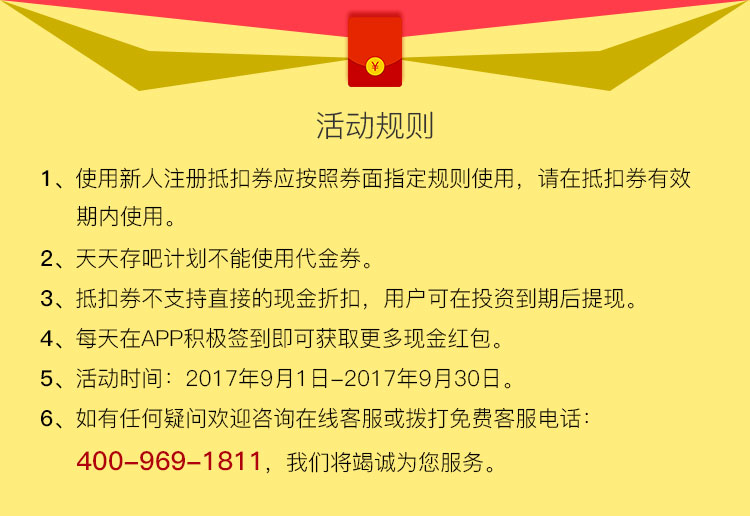 ¥
活动规则
1、使用新人注册抵扣券应按照券面指定规则使用，请在抵扣券有效
期内使用。
2、天天存吧计划不能使用代金券。
3、抵扣券不支持直接的现金折扣，用户可在投资到期后提现。
4、每天在APP积极签到即可获取更多现金红包。
5、活动时间：2017年9月1日-2017年9月30日。
6、如有任何疑问欢迎咨询在线客服或拨打免费客服电话：
400-969-1811，我们将竭诚为您服务。